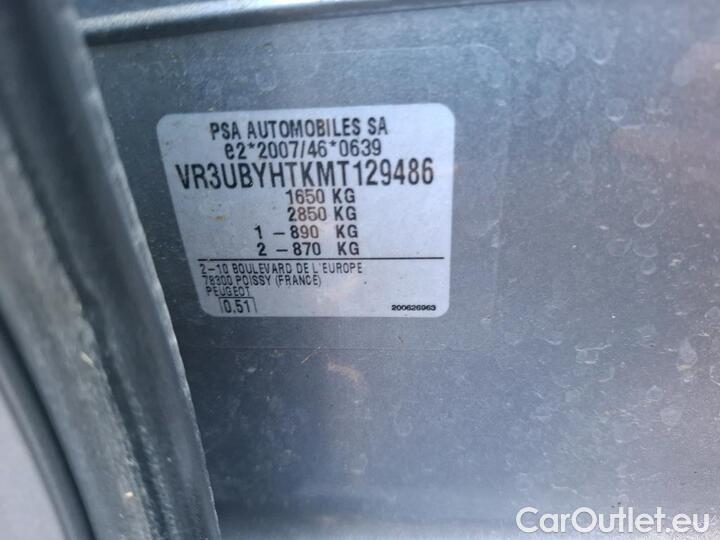 PSA AUTOMOBILES SA
e2*2007/46*0639
VR3UBYHTKMT129486
1650 KG
2850 KG
1 - 890 KG
2 - 870 KG
2-10 BOULEVARD DE L'EUROPE
78300 POISSY (FRANCE)
PEUGEOT
0.51
200626963
CarOutlet.eu